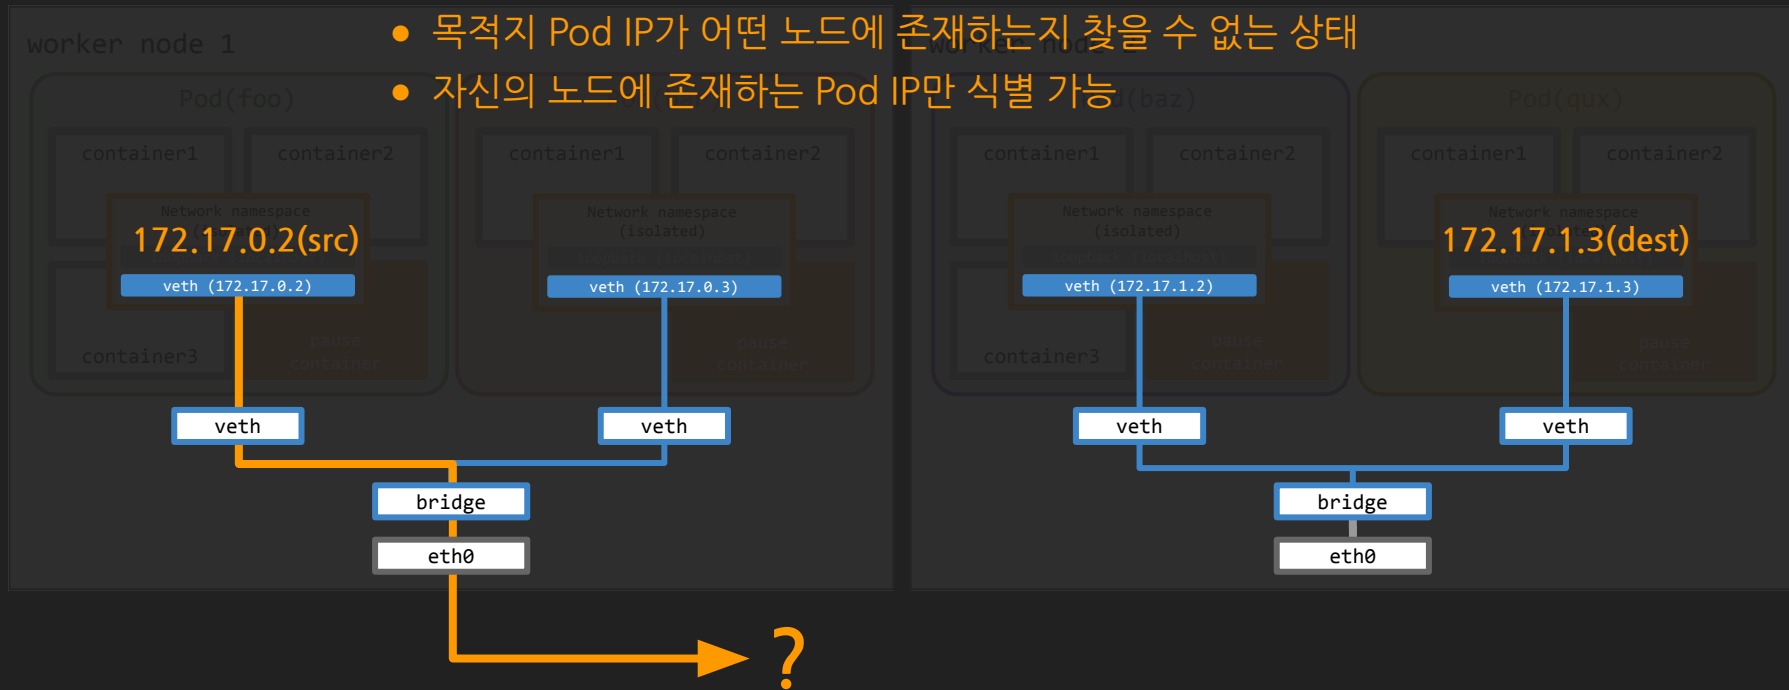 ● 목적지 Pod IP가 어떤 노드에 존재하는지 찾을 수 없는 상태
● 자신의 노드에 존재하는 Pod IP만 식별 가능
worker node 1
worker node
Pod(foo)
(baz)
Pod(qux)
container1
container2
container1
container2
container1
container2
container1
container2
Network namespace
Network namespace
(isolated)
loopback (localhost)
Network namespace
(isolated)
loopback (localhost)
Network namespace
172.17.0.2(src)
172.17.1.3(dest)
veth (172.17.0.2)
veth (172.17.0.3)
veth (172.17.1.2)
veth (172.17.1.3)
container3
pause
container
pause
container
container3
pause
container
pause
container
veth
veth
veth
veth
bridge
bridge
eth0
eth0
?